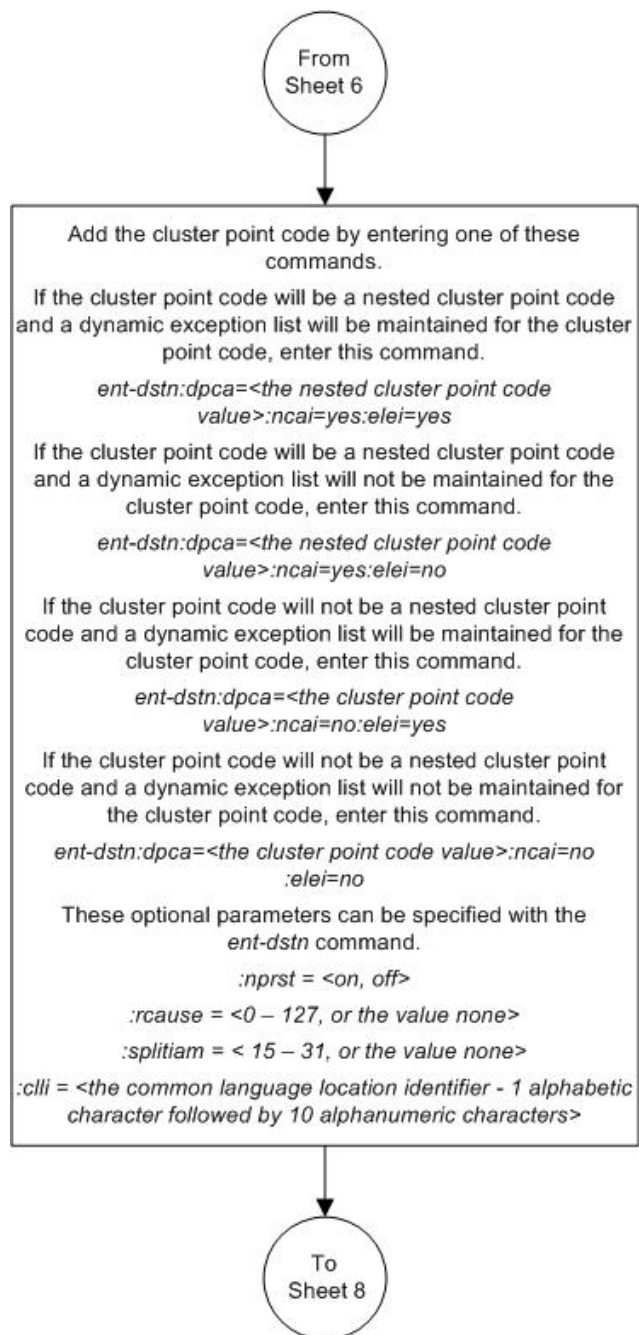 From
Sheet 6
Add the cluster point code by entering one of these
commands.
If the cluster point code will be a nested cluster point code
and a dynamic exception list will be maintained for the cluster
point code, enter this command.
ent-dstn:dpca=<the nested cluster point code
value>:ncai=yes:elei=yes
If the cluster point code will be a nested cluster point code
and a dynamic exception list will not be maintained for the
cluster point code, enter this command.
ent-dstn:dpca=<the nested cluster point code
value>:ncai=yes:elei=no
If the cluster point code will not be a nested cluster point
code and a dynamic exception list will be maintained for the
cluster point code, enter this command.
ent-dstn:dpca=<the cluster point code
value>:ncai=no:elei=yes
If the cluster point code will not be a nested cluster point
code and a dynamic exception list will not be maintained for
the cluster point code, enter this command.
ent-dstn:dpca=<the cluster point code value>:ncai=no
:elei=no
These optional parameters can be specified with the
ent-dstn command.
:nprst = <on, off>
:rcause = <0 – 127, or the value none>
:splitiam = < 15 – 31, or the value none>
:clli = <the common language location identifier - 1 alphabetic
character followed by 10 alphanumeric characters>
To
Sheet 8